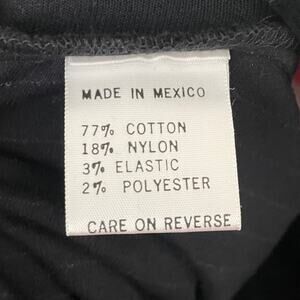 MADE IN MEXICO
77% COTTON
18% NYLON
3% ELASTIC
2% POLYESTER
CARE ON REVERSE